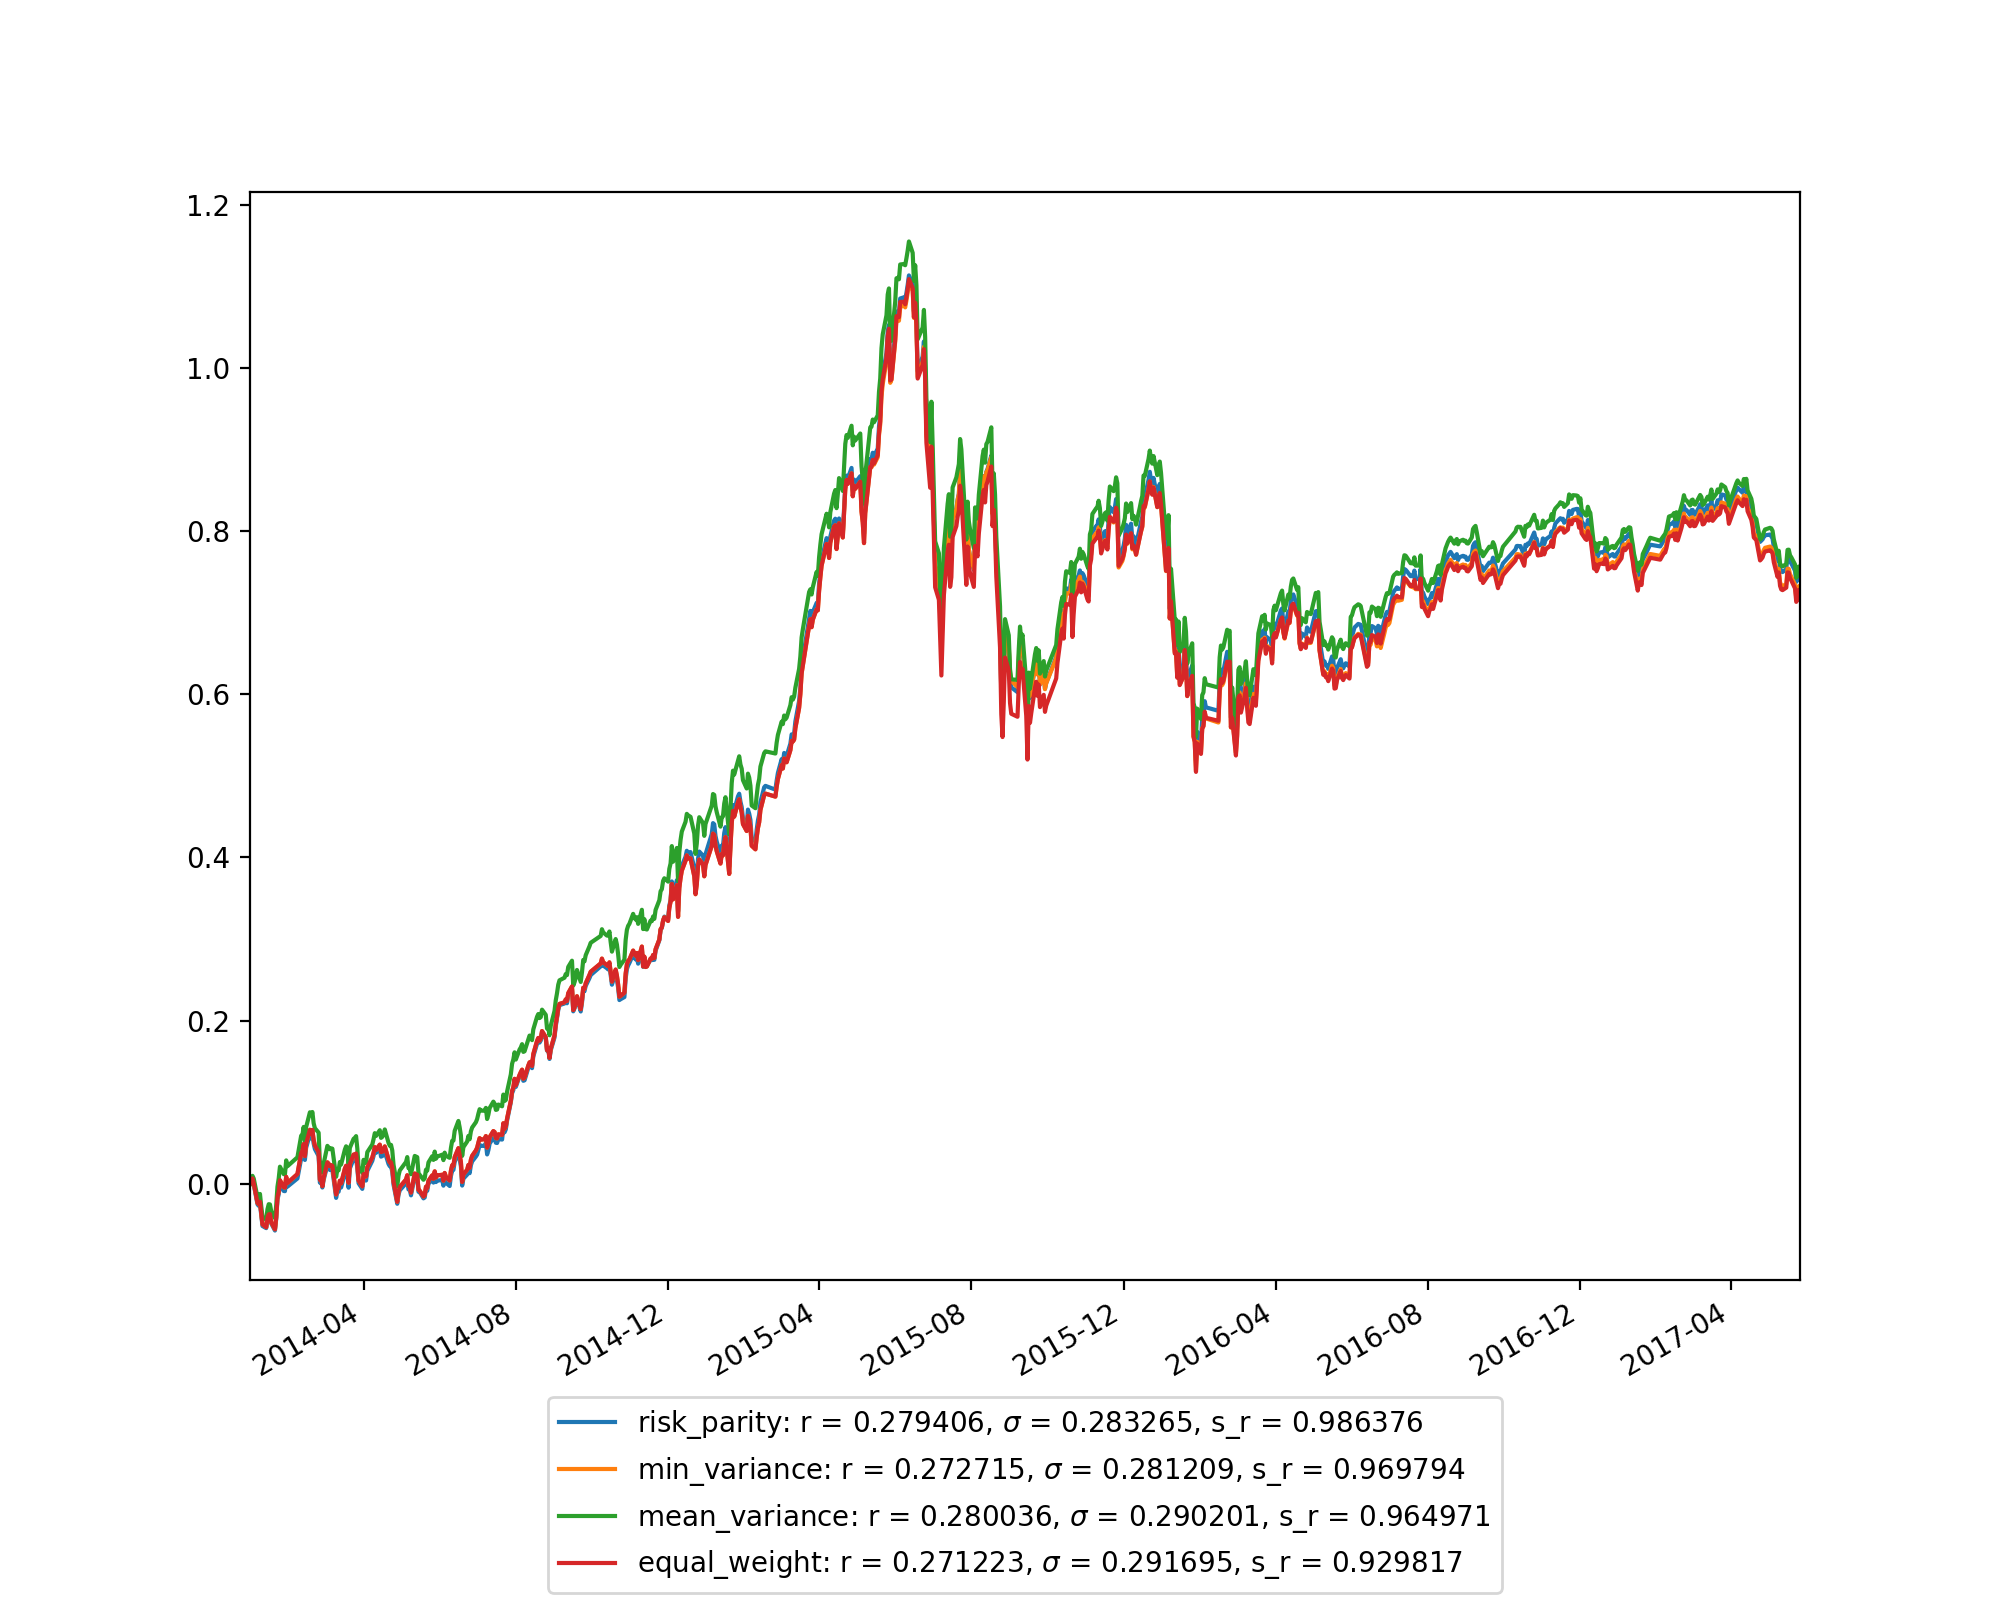 1.2
1.0
0.8
0.6
0.4
0.2
0.0
2014-04 2014-08 2014-12 2015-04 2015-08 2015-12 2016-04 2016-08 2016-12 2017-04
risk_parity: r = 0.279406, σ = 0.283265, s_r = 0.986376
min_variance: r = 0.272715, σ = 0.281209, s_r = 0.969794
mean_variance: r = 0.280036, σ = 0.290201, s_r = 0.964971
equal_weight: r = 0.271223, σ = 0.291695, s_r = 0.929817